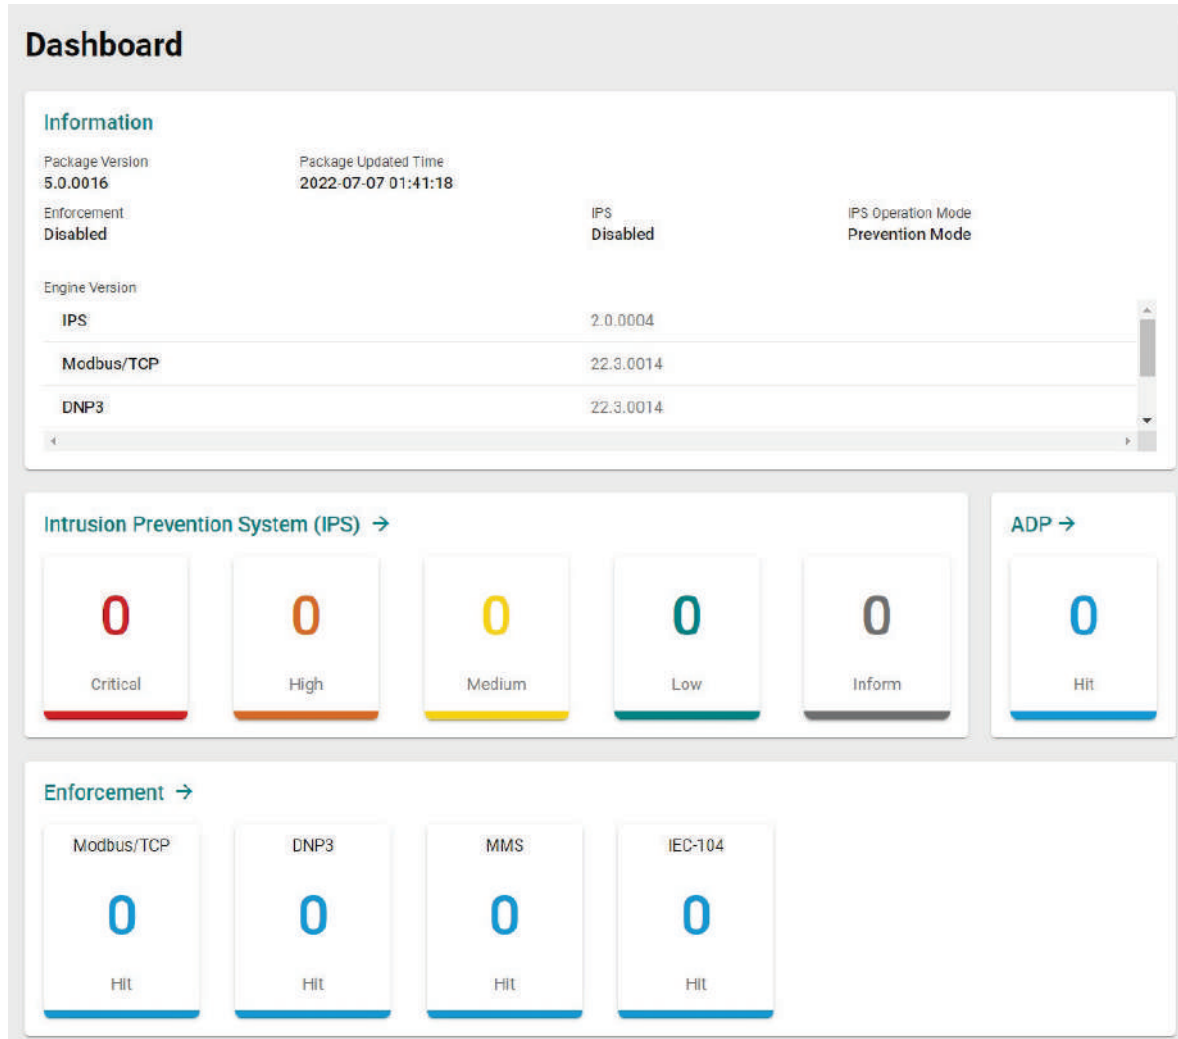 Dashboard
Information
Package Version Package Updated Time
5.0.0016 2022-07-07 01:41:18
Enforcement IPS IPS Operation Mode
Disabled Disabled Prevention Mode
Engine Version
IPS 2.0.0004
Modbus/TCP 22.3.0014
DNP3 22.3.0014
Intrusion Prevention System (IPS) → ADP →
0 0 0 0 0 0
Critical High Medium Low Inform Hit
Enforcement →
Modbus/TCP DNP3 MMS IEC-104
0 0 0 0
Hit Hit Hit Hit